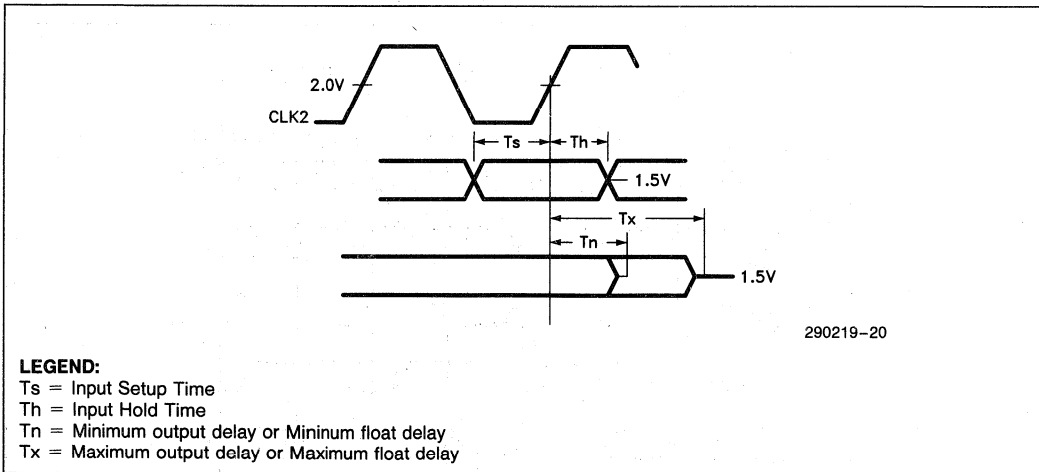 2.0V
CLK2
Ts
Th
1.5V
Tx
Tn
1.5V
290219-20
LEGEND:
Ts = Input Setup Time
Th = Input Hold Time
Tn = Minimum output delay or Mininum float delay
Tx = Maximum output delay or Maximum float delay